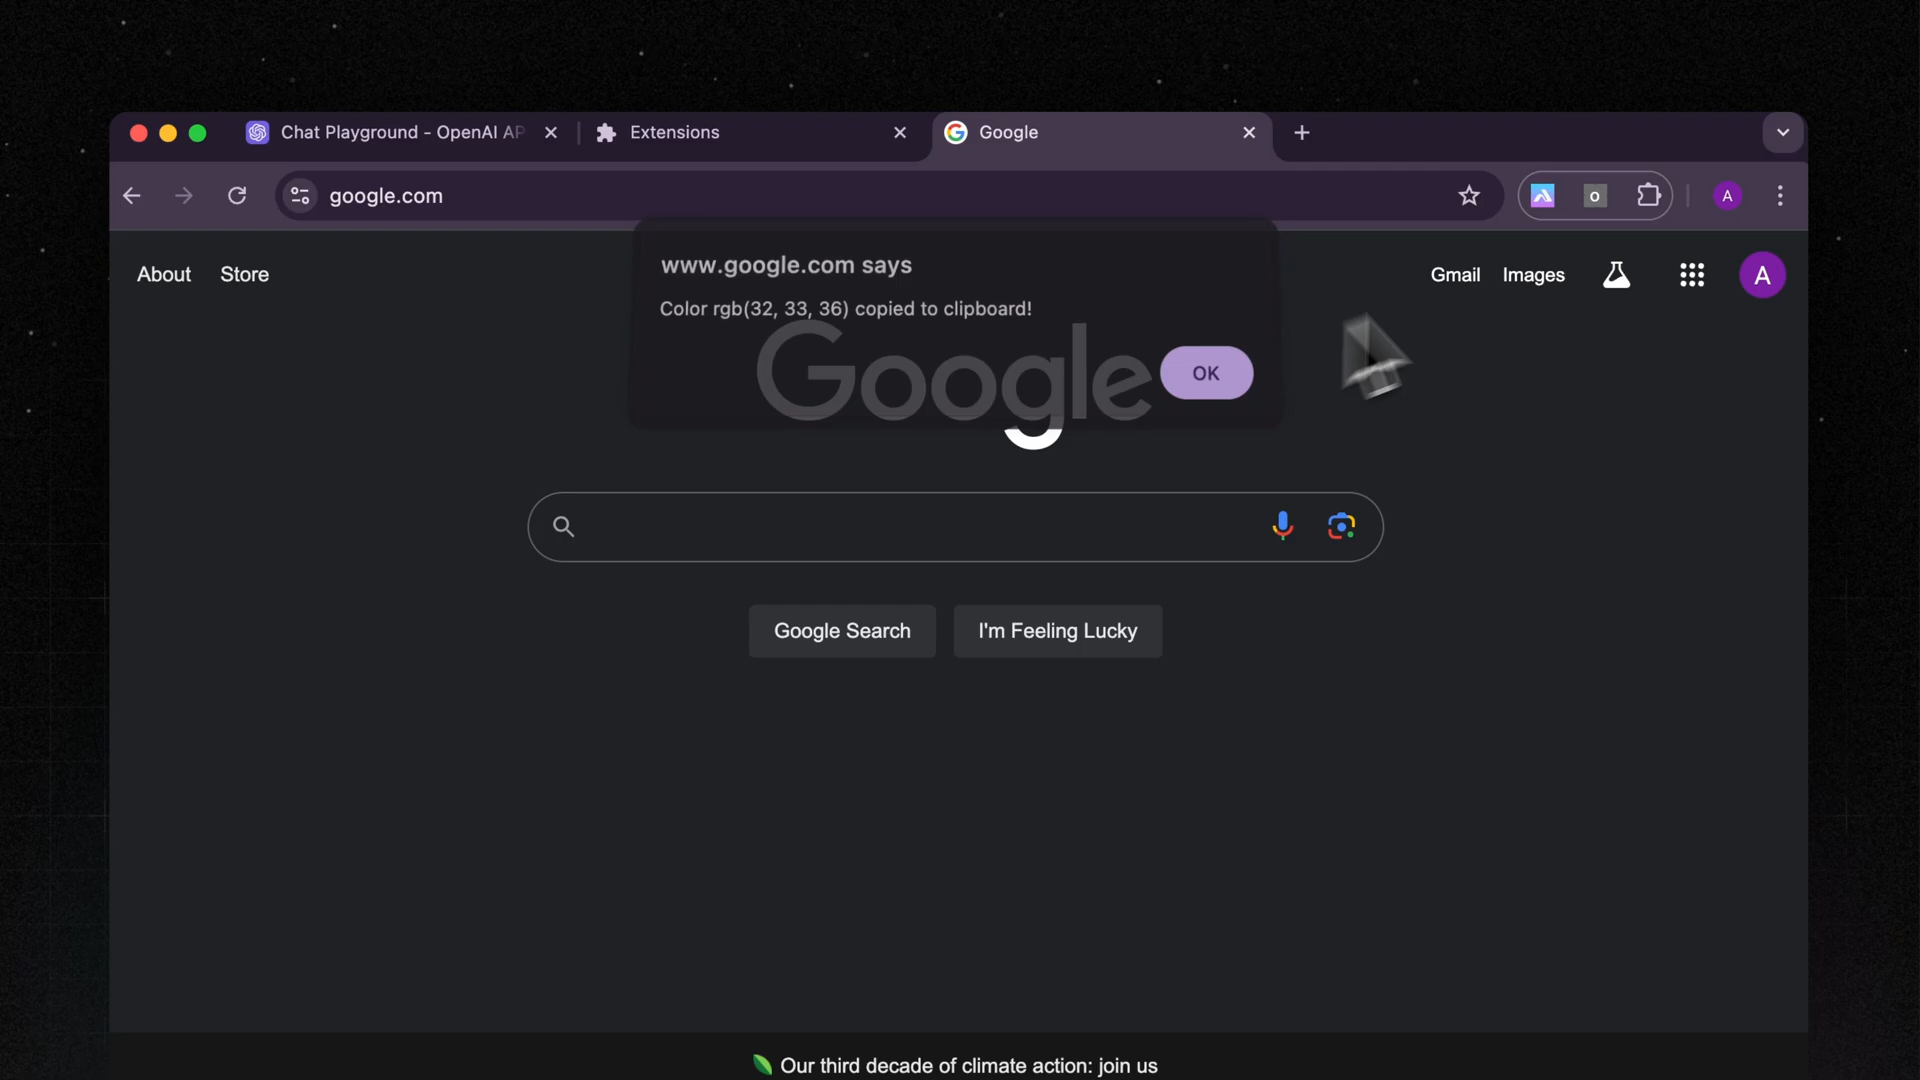 Chat Playground - OpenAI AP
Extensions
Google
google.com
o
A
www.google.com says
Color rgb(32, 33, 36) copied to clipboard!
OK
About
Store
Gmail
Images
A
Google
Google Search
I'm Feeling Lucky
Our third decade of climate action: join us